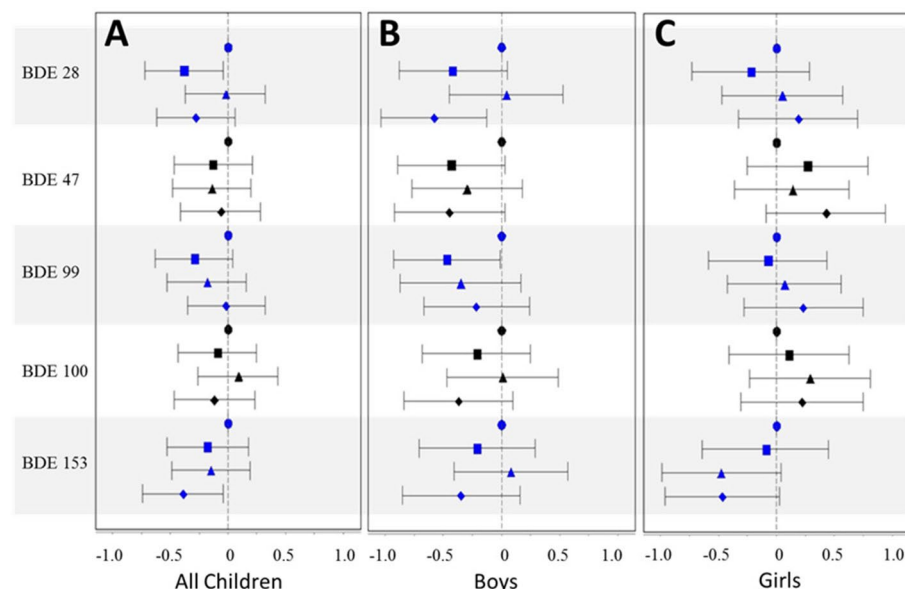 A B C
BDE 28
BDE 47
BDE 99
BDE 100
BDE 153
-1.0 -0.5 0 0.5 1.0 -1.0 -0.5 0 0.5 1.0 -1.0 -0.5 0 0.5 1.0
All Children Boys Girls